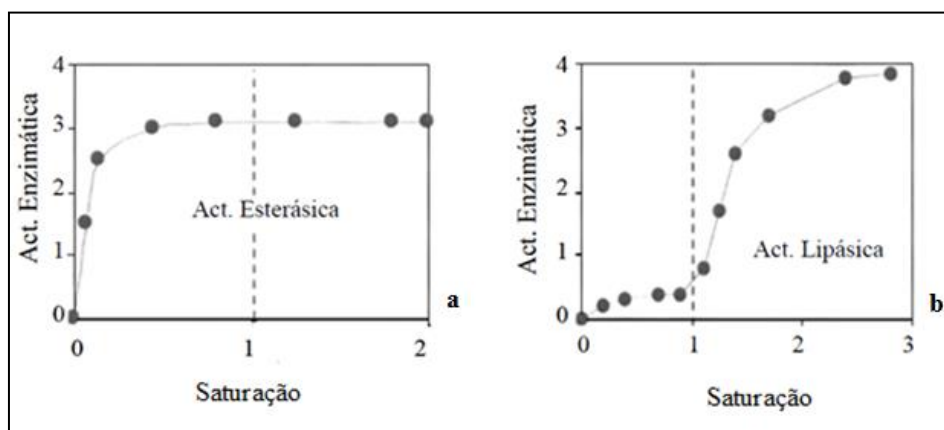 4
3
2
1
0
Act. Enzimática
Act. Esterásica
0
1
2
Saturação
a
4
3
2
1
0
Act. Enzimática
Act. Lipásica
0
1
2
3
Saturação
b